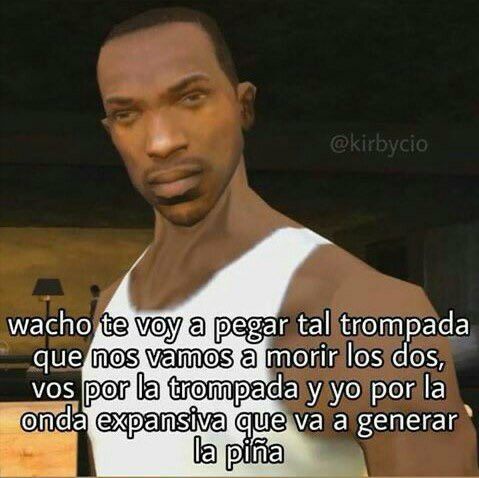 @kirbycio
wacho te voy a pegar tal trompada
que nos vamos a morir los dos,
vos por la trompada y yo por la
onda expansiva que va a generar
la piña